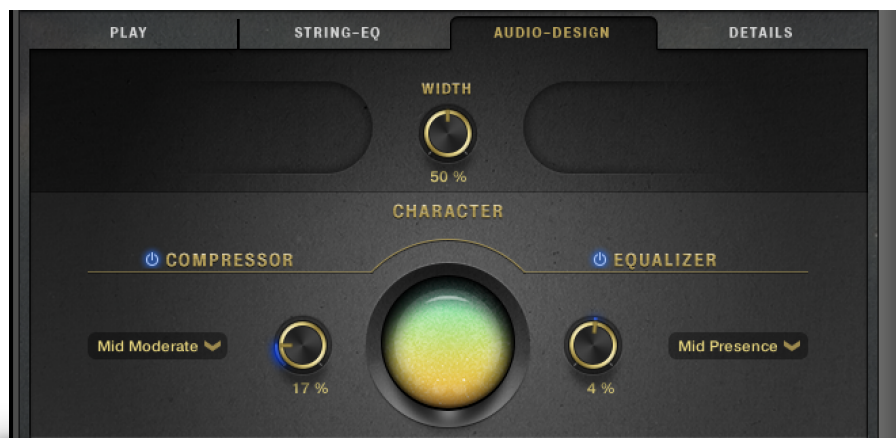 PLAY STRING-EQ AUDIO-DESIGN DETAILS
WIDTH
50 %
CHARACTER
COMPRESSOR EQUALIZER
Mid Moderate Mid Presence
17 % 4 %